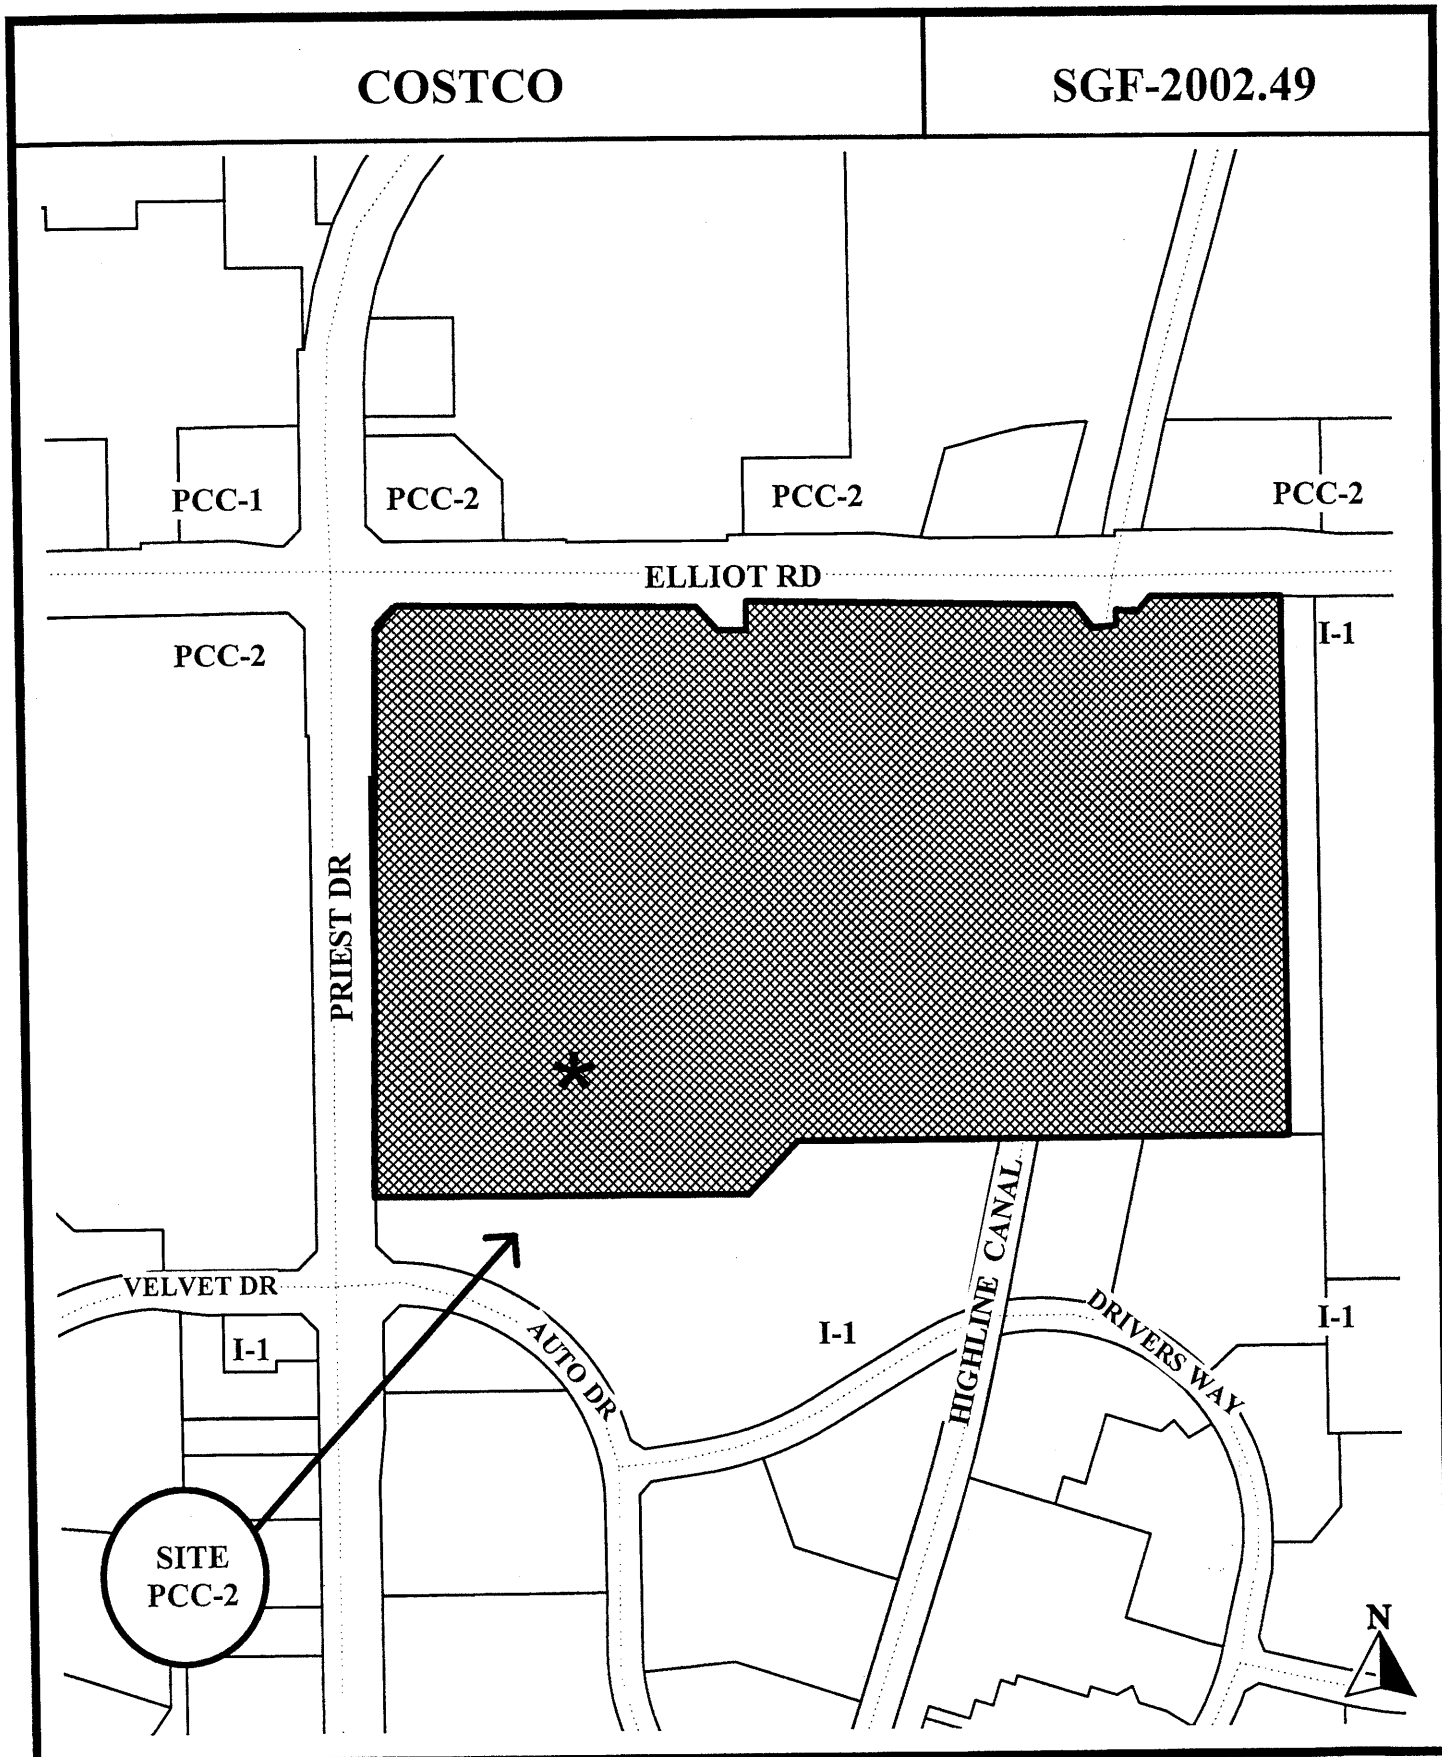 COSTCO
SGF-2002.49
PCC-1
PCC-2
PCC-2
PCC-2
ELLIOT RD
PCC-2
I-1
PRIEST DR
*
VELVET DR
I-1
AUTO DR
I-1
HIGHLINE CANAL
DRIVERS WAY
I-1
SITE
PCC-2
N